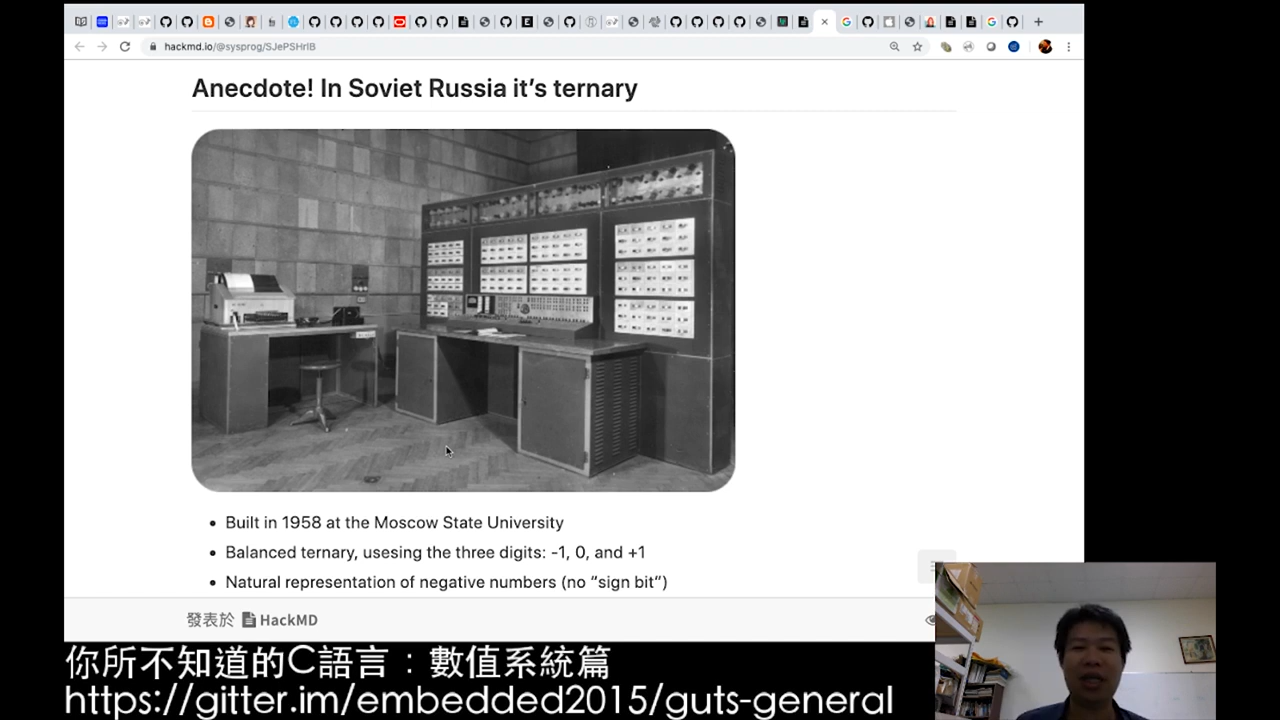 hackmd.io/@sysprog/SJePSHrlB
Anecdote! In Soviet Russia it’s ternary
Built in 1958 at the Moscow State University
Balanced ternary, usesing the three digits: -1, 0, and +1
Natural representation of negative numbers (no “sign bit”)
發表於 HackMD
你所不知道的C語言：數值系統篇
https://gitter.im/embedded2015/guts-general